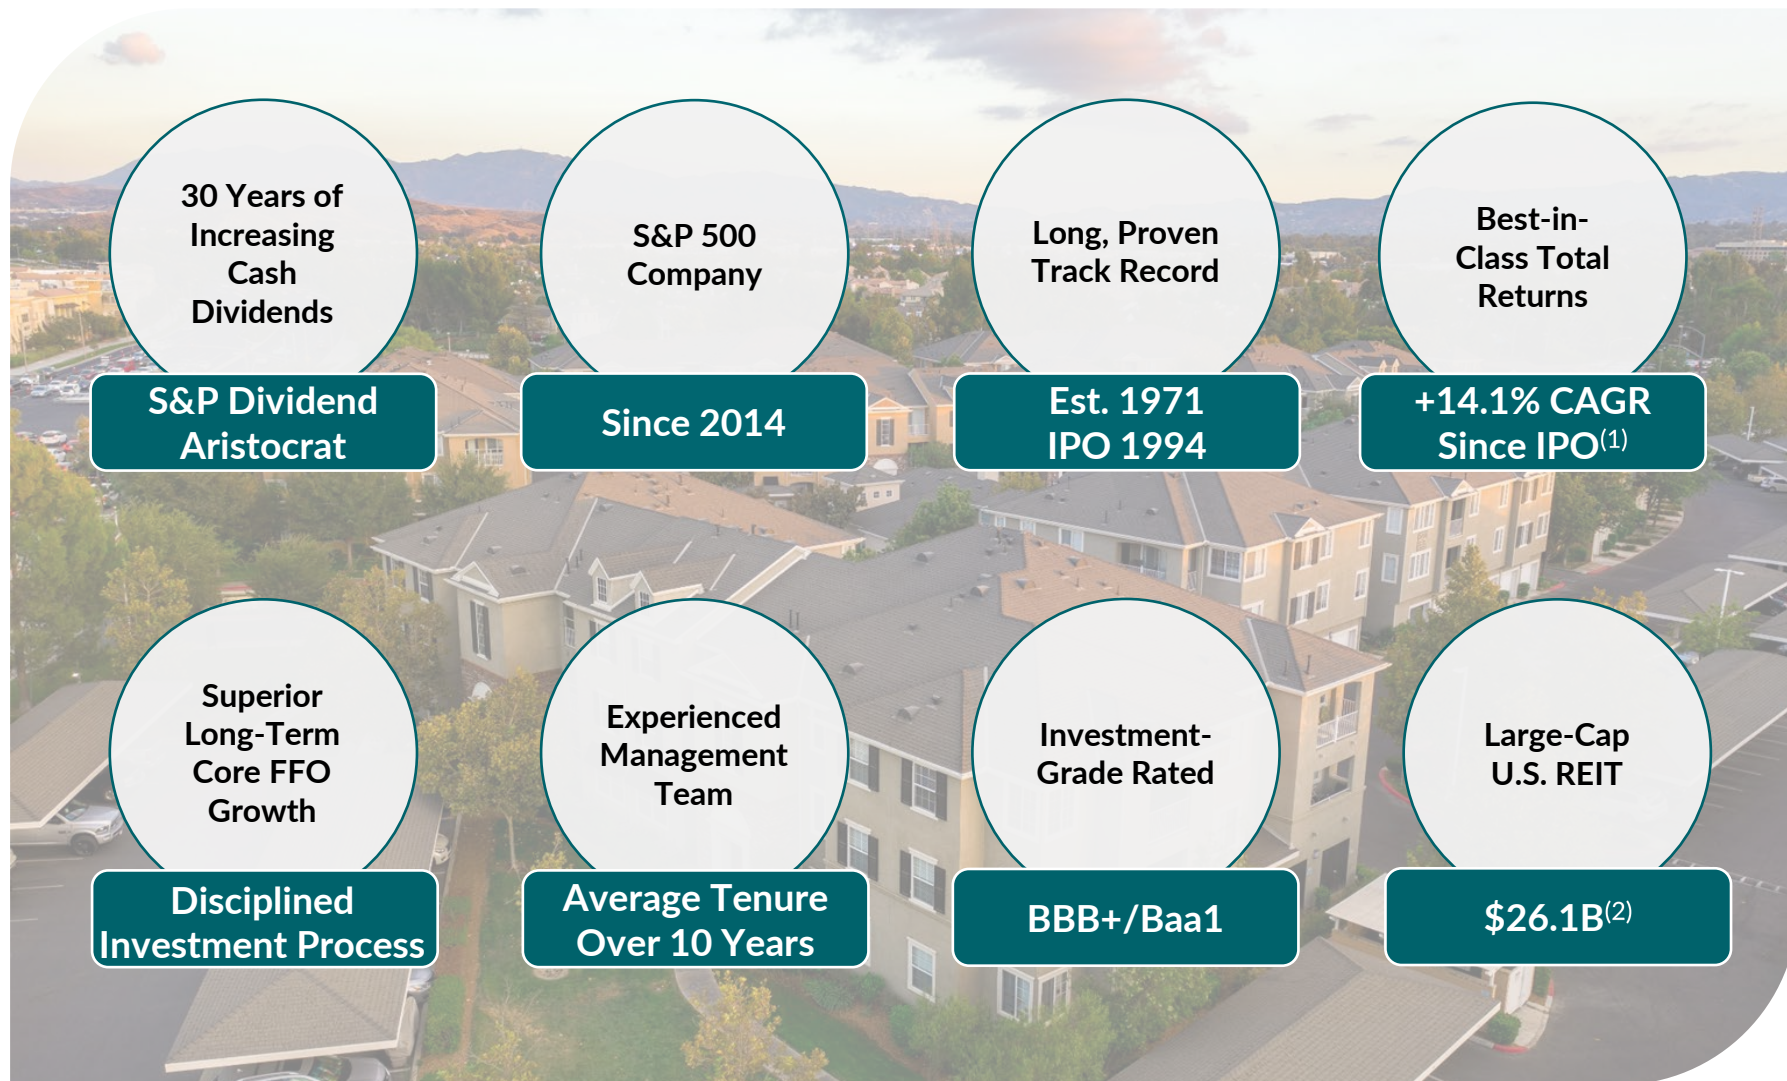 30 Years of
Increasing
Cash
Dividends
S&P Dividend
Aristocrat
S&P 500
Company
Since 2014
Long, Proven
Track Record
Est. 1971
IPO 1994
Best-in-
Class Total
Returns
+14.1% CAGR
Since IPO(1)
Superior
Long-Term
Core FFO
Growth
Disciplined
Investment Process
Experienced
Management
Team
Average Tenure
Over 10 Years
Investment-
Grade Rated
BBB+/Baa1
Large-Cap
U.S. REIT
$26.1B(2)